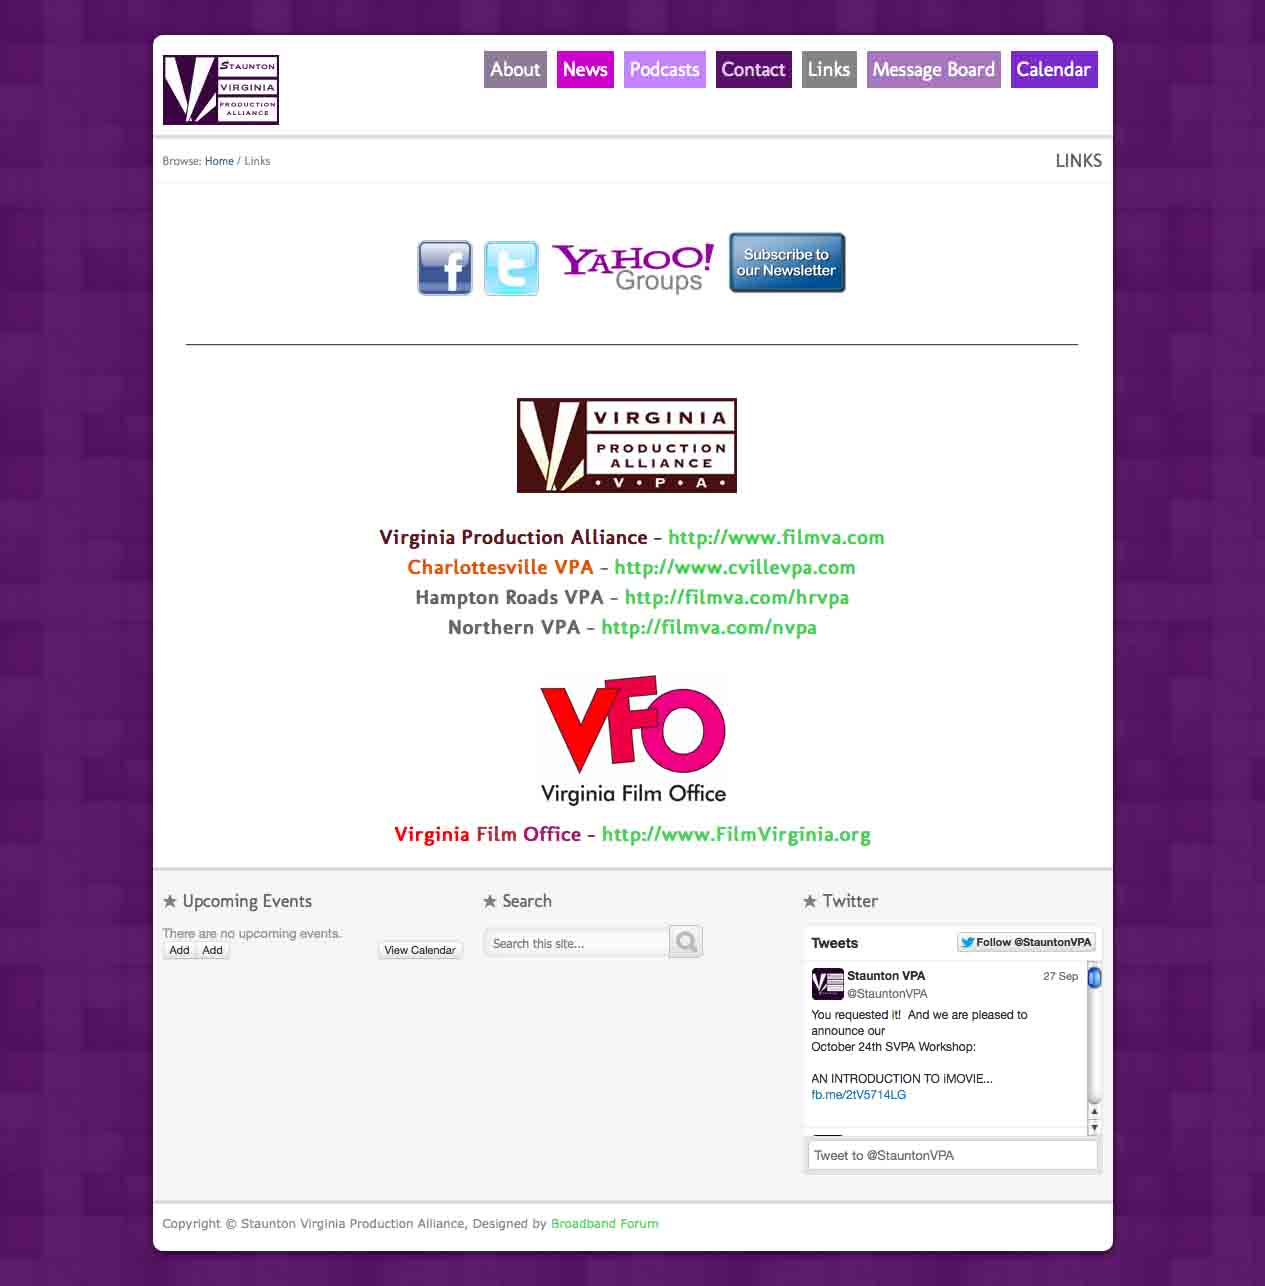 STAUNTON
VIRGINIA
PRODUCTION
ALLIANCE
About News Podcasts Contact Links Message Board Calendar
Browse: Home / Links
LINKS
f t YAHOO! Groups
Subscribe to
our Newsletter
VIRGINIA
PRODUCTION
ALLIANCE
· V · P · A ·
Virginia Production Alliance - http://www.filmva.com
Charlottesville VPA - http://www.cvillevpa.com
Hampton Roads VPA - http://filmva.com/hrvpa
Northern VPA - http://filmva.com/nvpa
VFO
Virginia Film Office
Virginia Film Office - http://www.FilmVirginia.org
Upcoming Events
There are no upcoming events.
Add Add View Calendar
Search
Search this site...
Twitter
Tweets Follow @StauntonVPA
Staunton VPA 27 Sep
@StauntonVPA
You requested it! And we are pleased to
announce our
October 24th SVPA Workshop:
AN INTRODUCTION TO iMOVIE...
fb.me/2tV5714LG
Tweet to @StauntonVPA
Copyright © Staunton Virginia Production Alliance, Designed by Broadband Forum